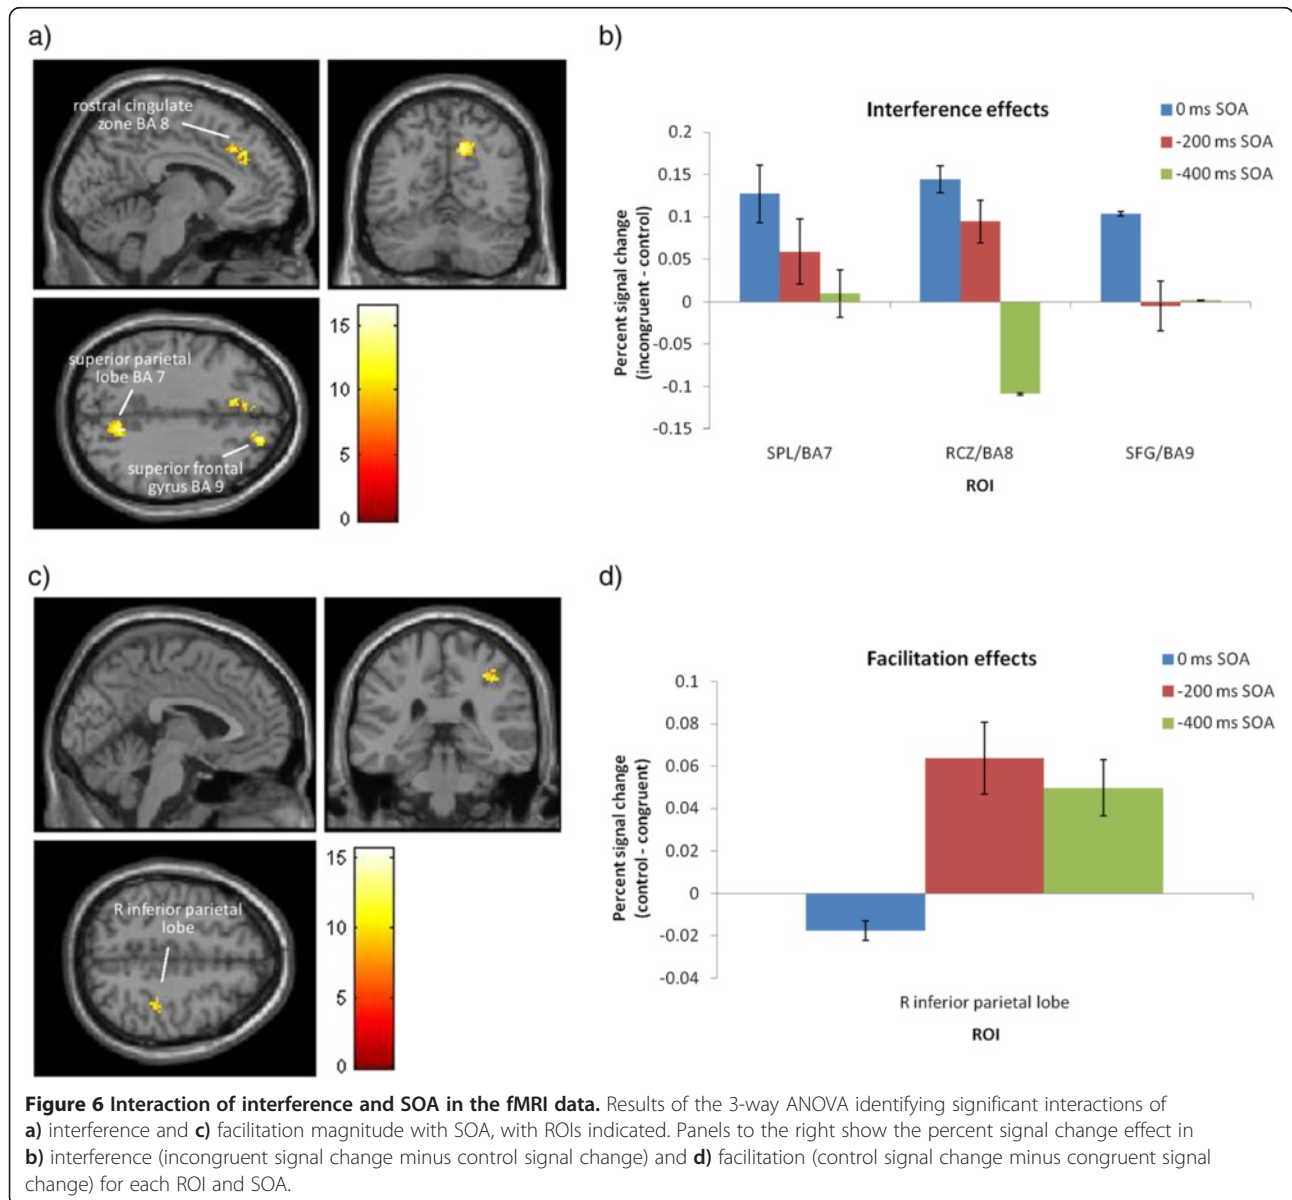 a)
rostral cingulate
zone BA 8
superior parietal
lobe BA 7
superior frontal
gyrus BA 9
15
10
5
0
b)
Interference effects
0 ms SOA
-200 ms SOA
-400 ms SOA
Percent signal change
(incongruent - control)
0.2
0.15
0.1
0.05
0
-0.05
-0.1
-0.15
SPL/BA7 RCZ/BA8 SFG/BA9
ROI
c)
R inferior parietal
lobe
15
10
5
0
d)
Facilitation effects
0 ms SOA
-200 ms SOA
-400 ms SOA
Percent signal change
(control - congruent)
0.1
0.08
0.06
0.04
0.02
0
-0.02
-0.04
R inferior parietal lobe
ROI
Figure 6 Interaction of interference and SOA in the fMRI data. Results of the 3-way ANOVA identifying significant interactions of
a) interference and c) facilitation magnitude with SOA, with ROIs indicated. Panels to the right show the percent signal change effect in
b) interference (incongruent signal change minus control signal change) and d) facilitation (control signal change minus congruent signal
change) for each ROI and SOA.